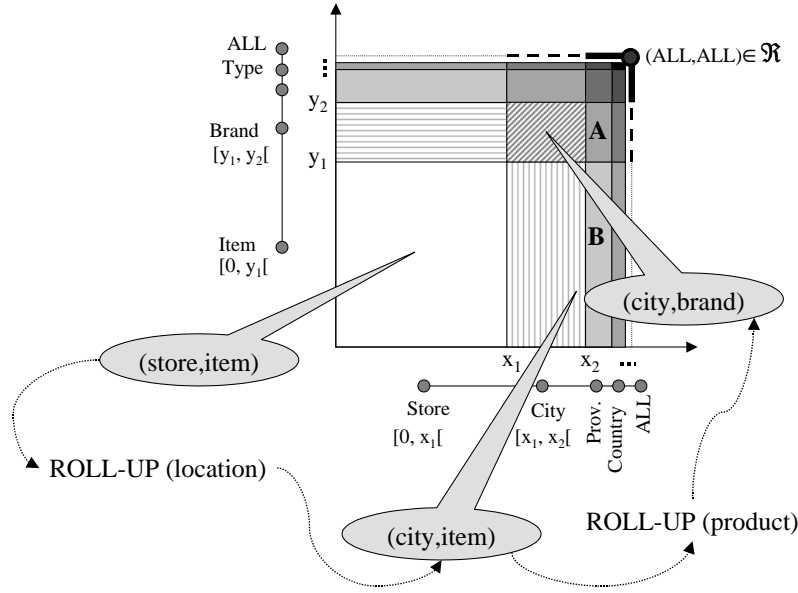 ALL
Type
(ALL,ALL)∈ ℜ
y2
A
Brand
[y1, y2[
y1
B
Item
[0, y1[
(city,brand)
(store,item)
x1
x2
Store
City
Prov.
Country
ALL
[0, x1[
[x1, x2[
ROLL-UP (location)
(city,item)
ROLL-UP (product)